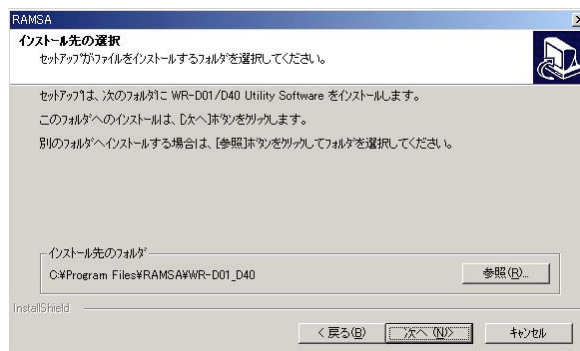 RAMSA
インストール先の選択
セットアップがファイルをインストールするフォルダを選択してください。
セットアップは、次のフォルダに WR-D01/D40 Utility Software をインストールします。
このフォルダへのインストールは、[次へ]ボタンをクリックします。
別のフォルダへインストールする場合は、[参照]ボタンをクリックしてフォルダを選択してください。
インストール先のフォルダ
C:¥Program Files¥RAMSA¥WR-D01_D40
参照(R)...
InstallShield
< 戻る(B)
次へ (N)>
キャンセル